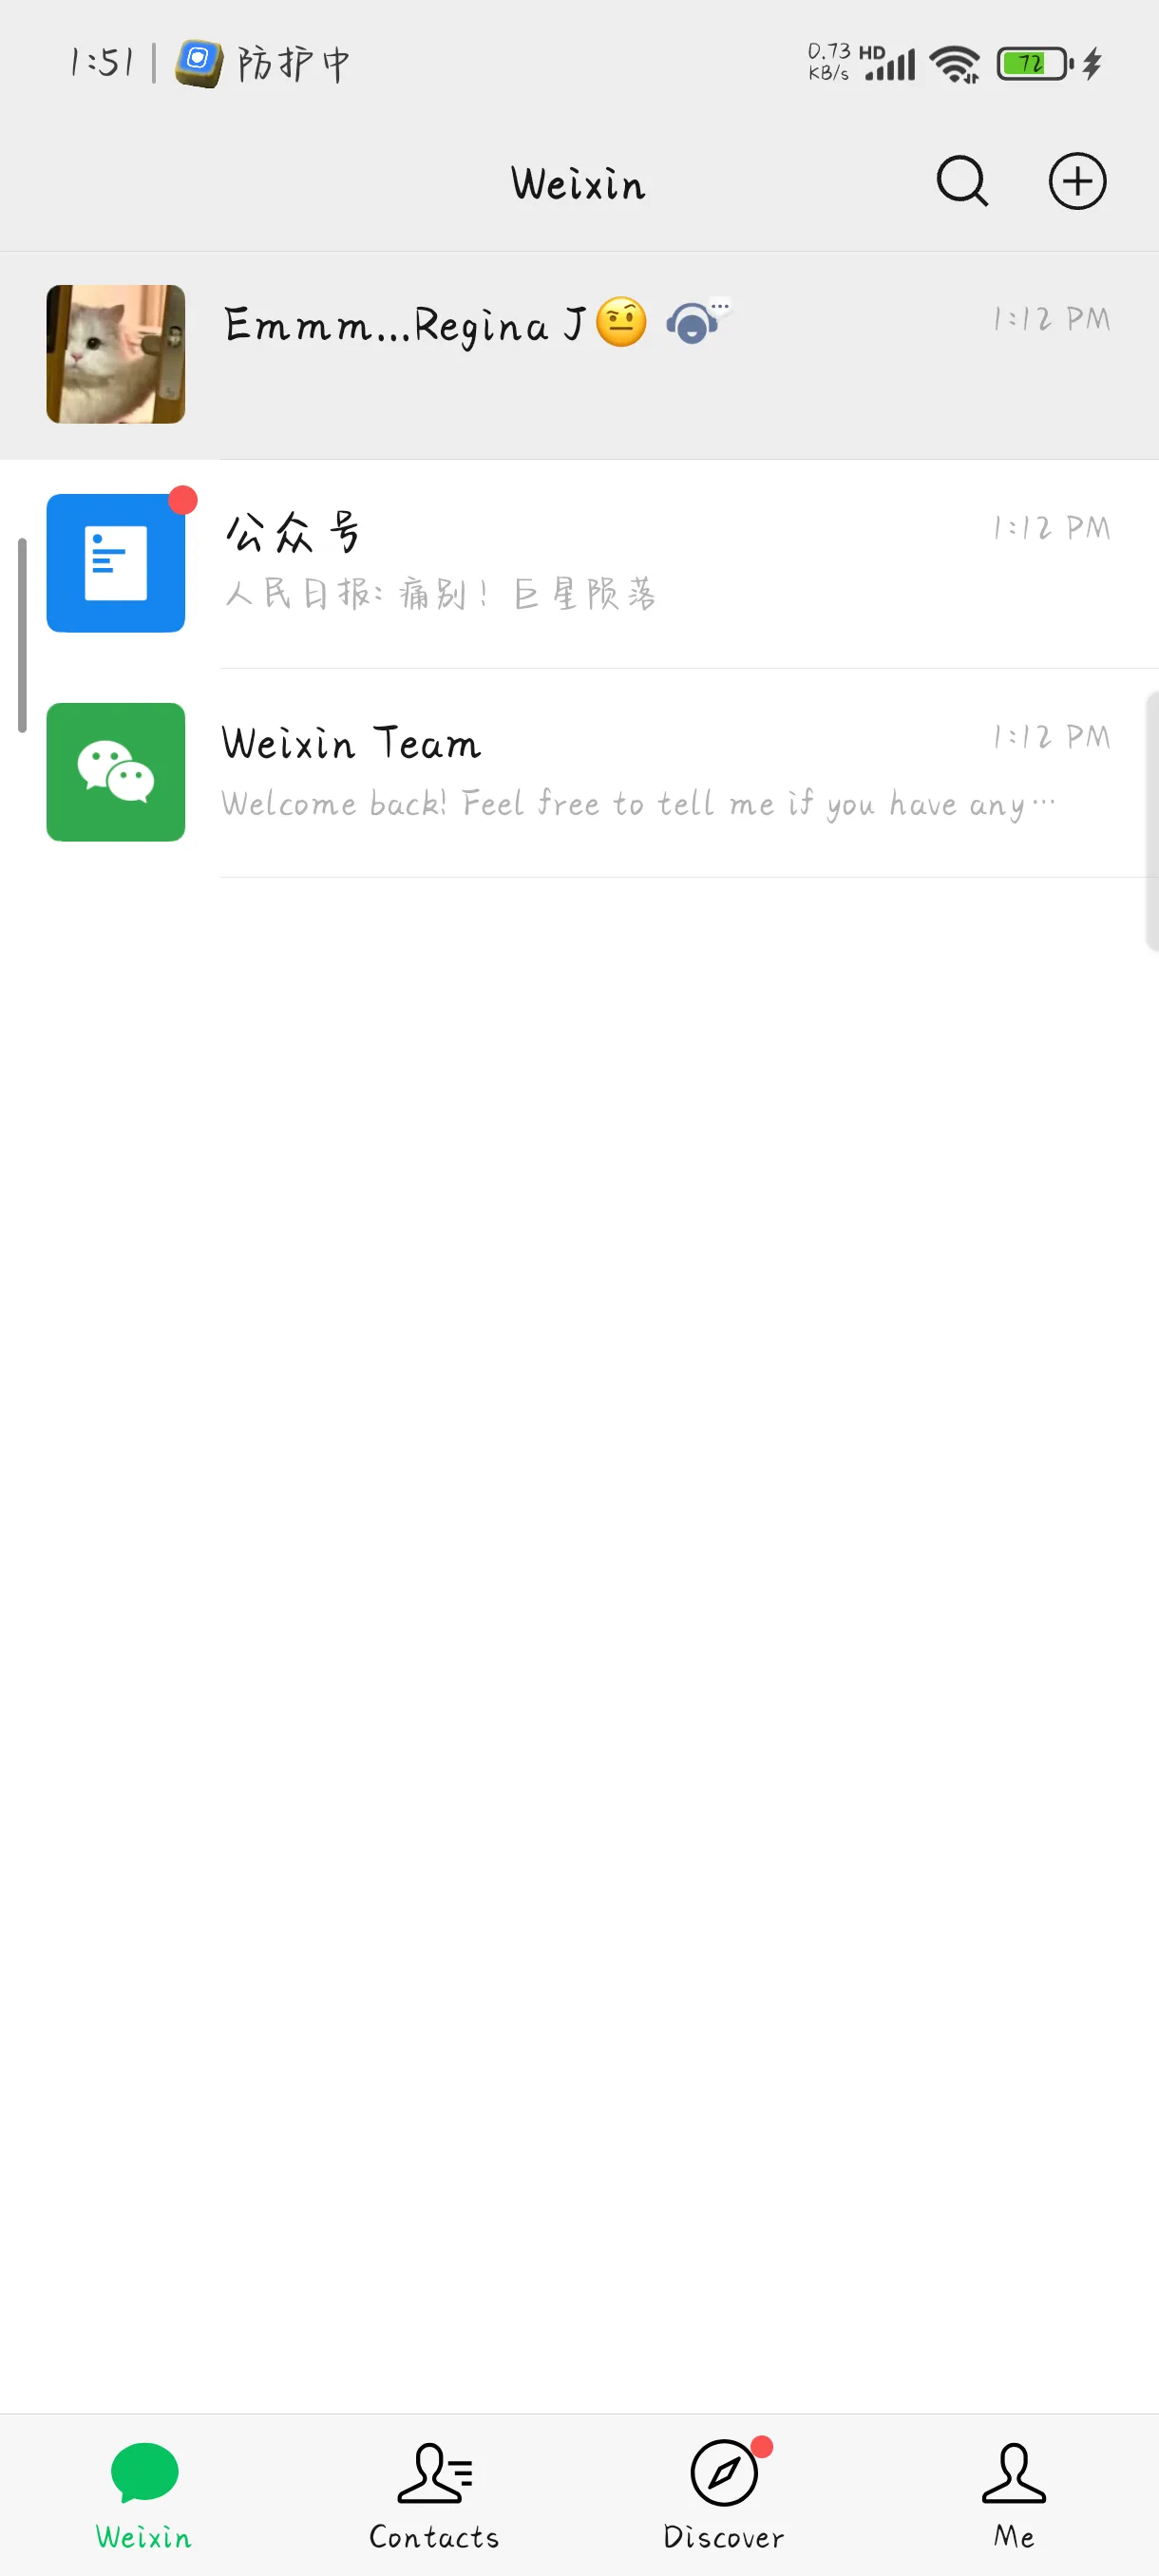 1:51 防护中 0.73 KB/s HD 72
Weixin
Emmm...Regina J🤨 1:12 PM
公众号 1:12 PM
人民日报: 痛别！巨星陨落
Weixin Team 1:12 PM
Welcome back! Feel free to tell me if you have any…
Weixin Contacts Discover Me